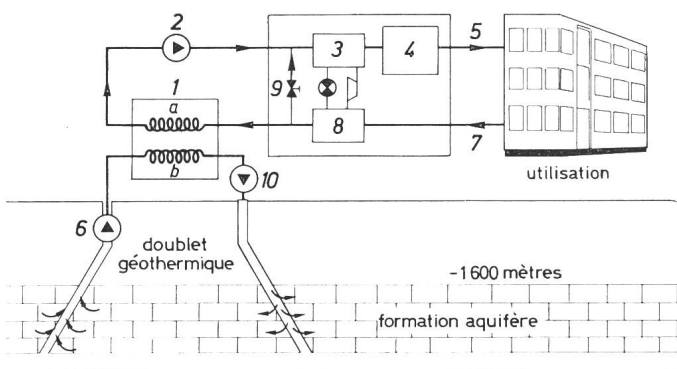 2
5
3
4
1
a
9
8
7
b
utilisation
10
6
doublet
géothermique
-1600 mètres
formation aquifère